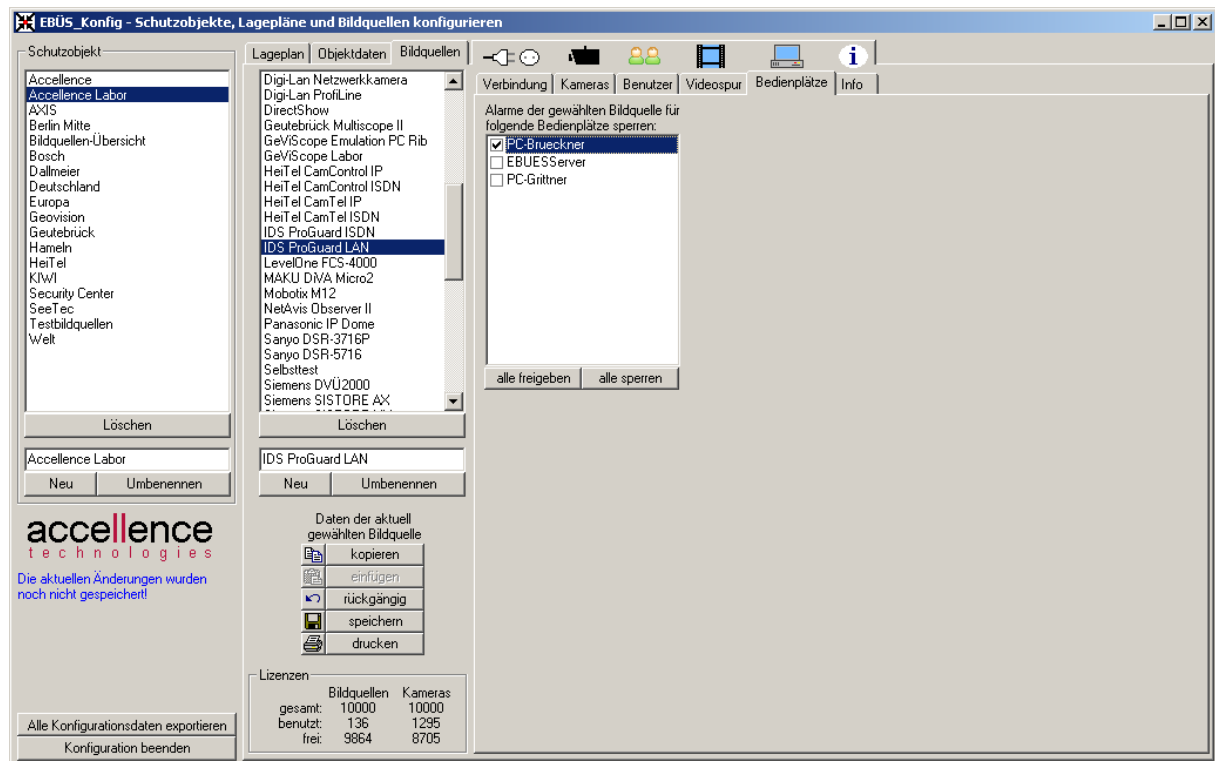 EBÜS_Konfig - Schutzobjekte, Lagepläne und Bildquellen konfigurieren
Schutzobjekt
Accellence
Accellence Labor
AXIS
Berlin Mitte
Bildquellen-Übersicht
Bosch
Dallmeier
Deutschland
Europa
Geovision
Geutebrück
Hameln
HeiTel
KIWI
Security Center
SeeTec
Testbildquellen
Welt
Löschen
Accellence Labor
Neu Umbenennen
accellence
technologies
Die aktuellen Änderungen wurden
noch nicht gespeichert!
Alle Konfigurationsdaten exportieren
Konfiguration beenden
Lageplan Objektdaten Bildquellen
Digi-Lan Netzwerkkamera
Digi-Lan ProfiLine
DirectShow
Geutebrück Multiscope II
GeViScope Emulation PC Rib
GeViScope Labor
HeiTel CamControl IP
HeiTel CamControl ISDN
HeiTel CamTel IP
HeiTel CamTel ISDN
IDS ProGuard ISDN
IDS ProGuard LAN
LevelOne FCS-4000
MAKU DiVA Micro2
Mobotix M12
NetAvis Observer II
Panasonic IP Dome
Sanyo DSR-3716P
Sanyo DSR-5716
Selbsttest
Siemens DVÜ2000
Siemens SISTORE AX
Löschen
IDS ProGuard LAN
Neu Umbenennen
Daten der aktuell
gewählten Bildquelle
kopieren
einfügen
rückgängig
speichern
drucken
Lizenzen
Bildquellen Kameras
gesamt: 10000 10000
benutzt: 136 1295
frei: 9864 8705
Verbindung Kameras Benutzer Videospur Bedienplätze Info
Alarme der gewählten Bildquelle für
folgende Bedienplätze sperren:
PC-Brueckner
EBUESServer
PC-Grittner
alle freigeben alle sperren